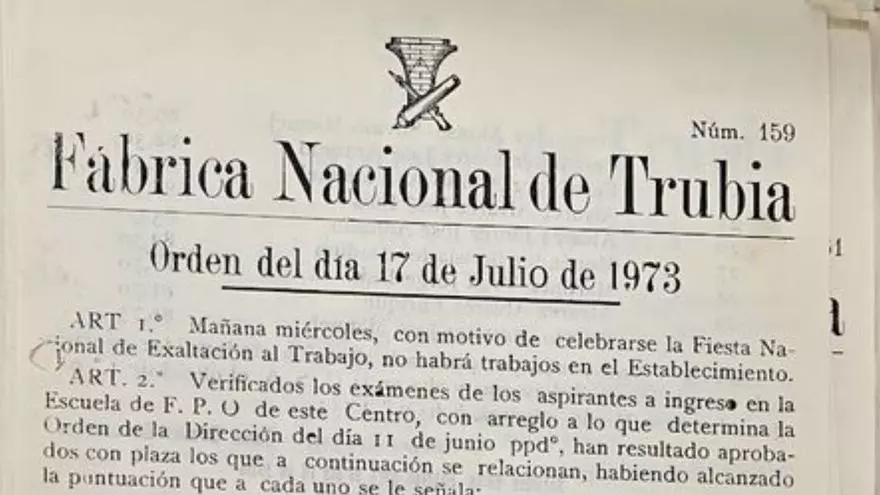 Núm. 159
Fábrica Nacional de Trubia
Orden del día 17 de Julio de 1973
ART 1.° Mañana miércoles, con motivo de celebrarse la Fiesta Na-
ional de Exaltación al Trabajo, no habrá trabajos en el Establecimiento.
ART. 2.° Verificados los exámenes de los aspirantes a ingreso en la
Escuela de F. P. O de este Centro, con arreglo a lo que determina la
Orden de la Dirección del día 11 de junio ppd°, han resultado aproba-
dos con plaza los que a continuación se relacionan, habiendo alcanzado
la puntuación que a cada uno se le señala: